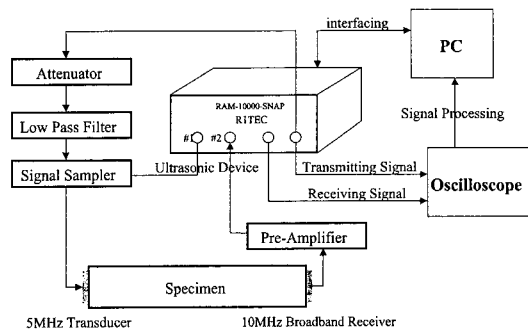 interfacing
PC
Attenuator
RAM-10000-SNAP
RITEC
Signal Processing
Low Pass Filter
#1
#2
Signal Sampler
Ultrasonic Device
Transmitting Signal
Receiving Signal
Oscilloscope
Pre-Amplifier
Specimen
5MHz Transducer
10MHz Broadband Receiver